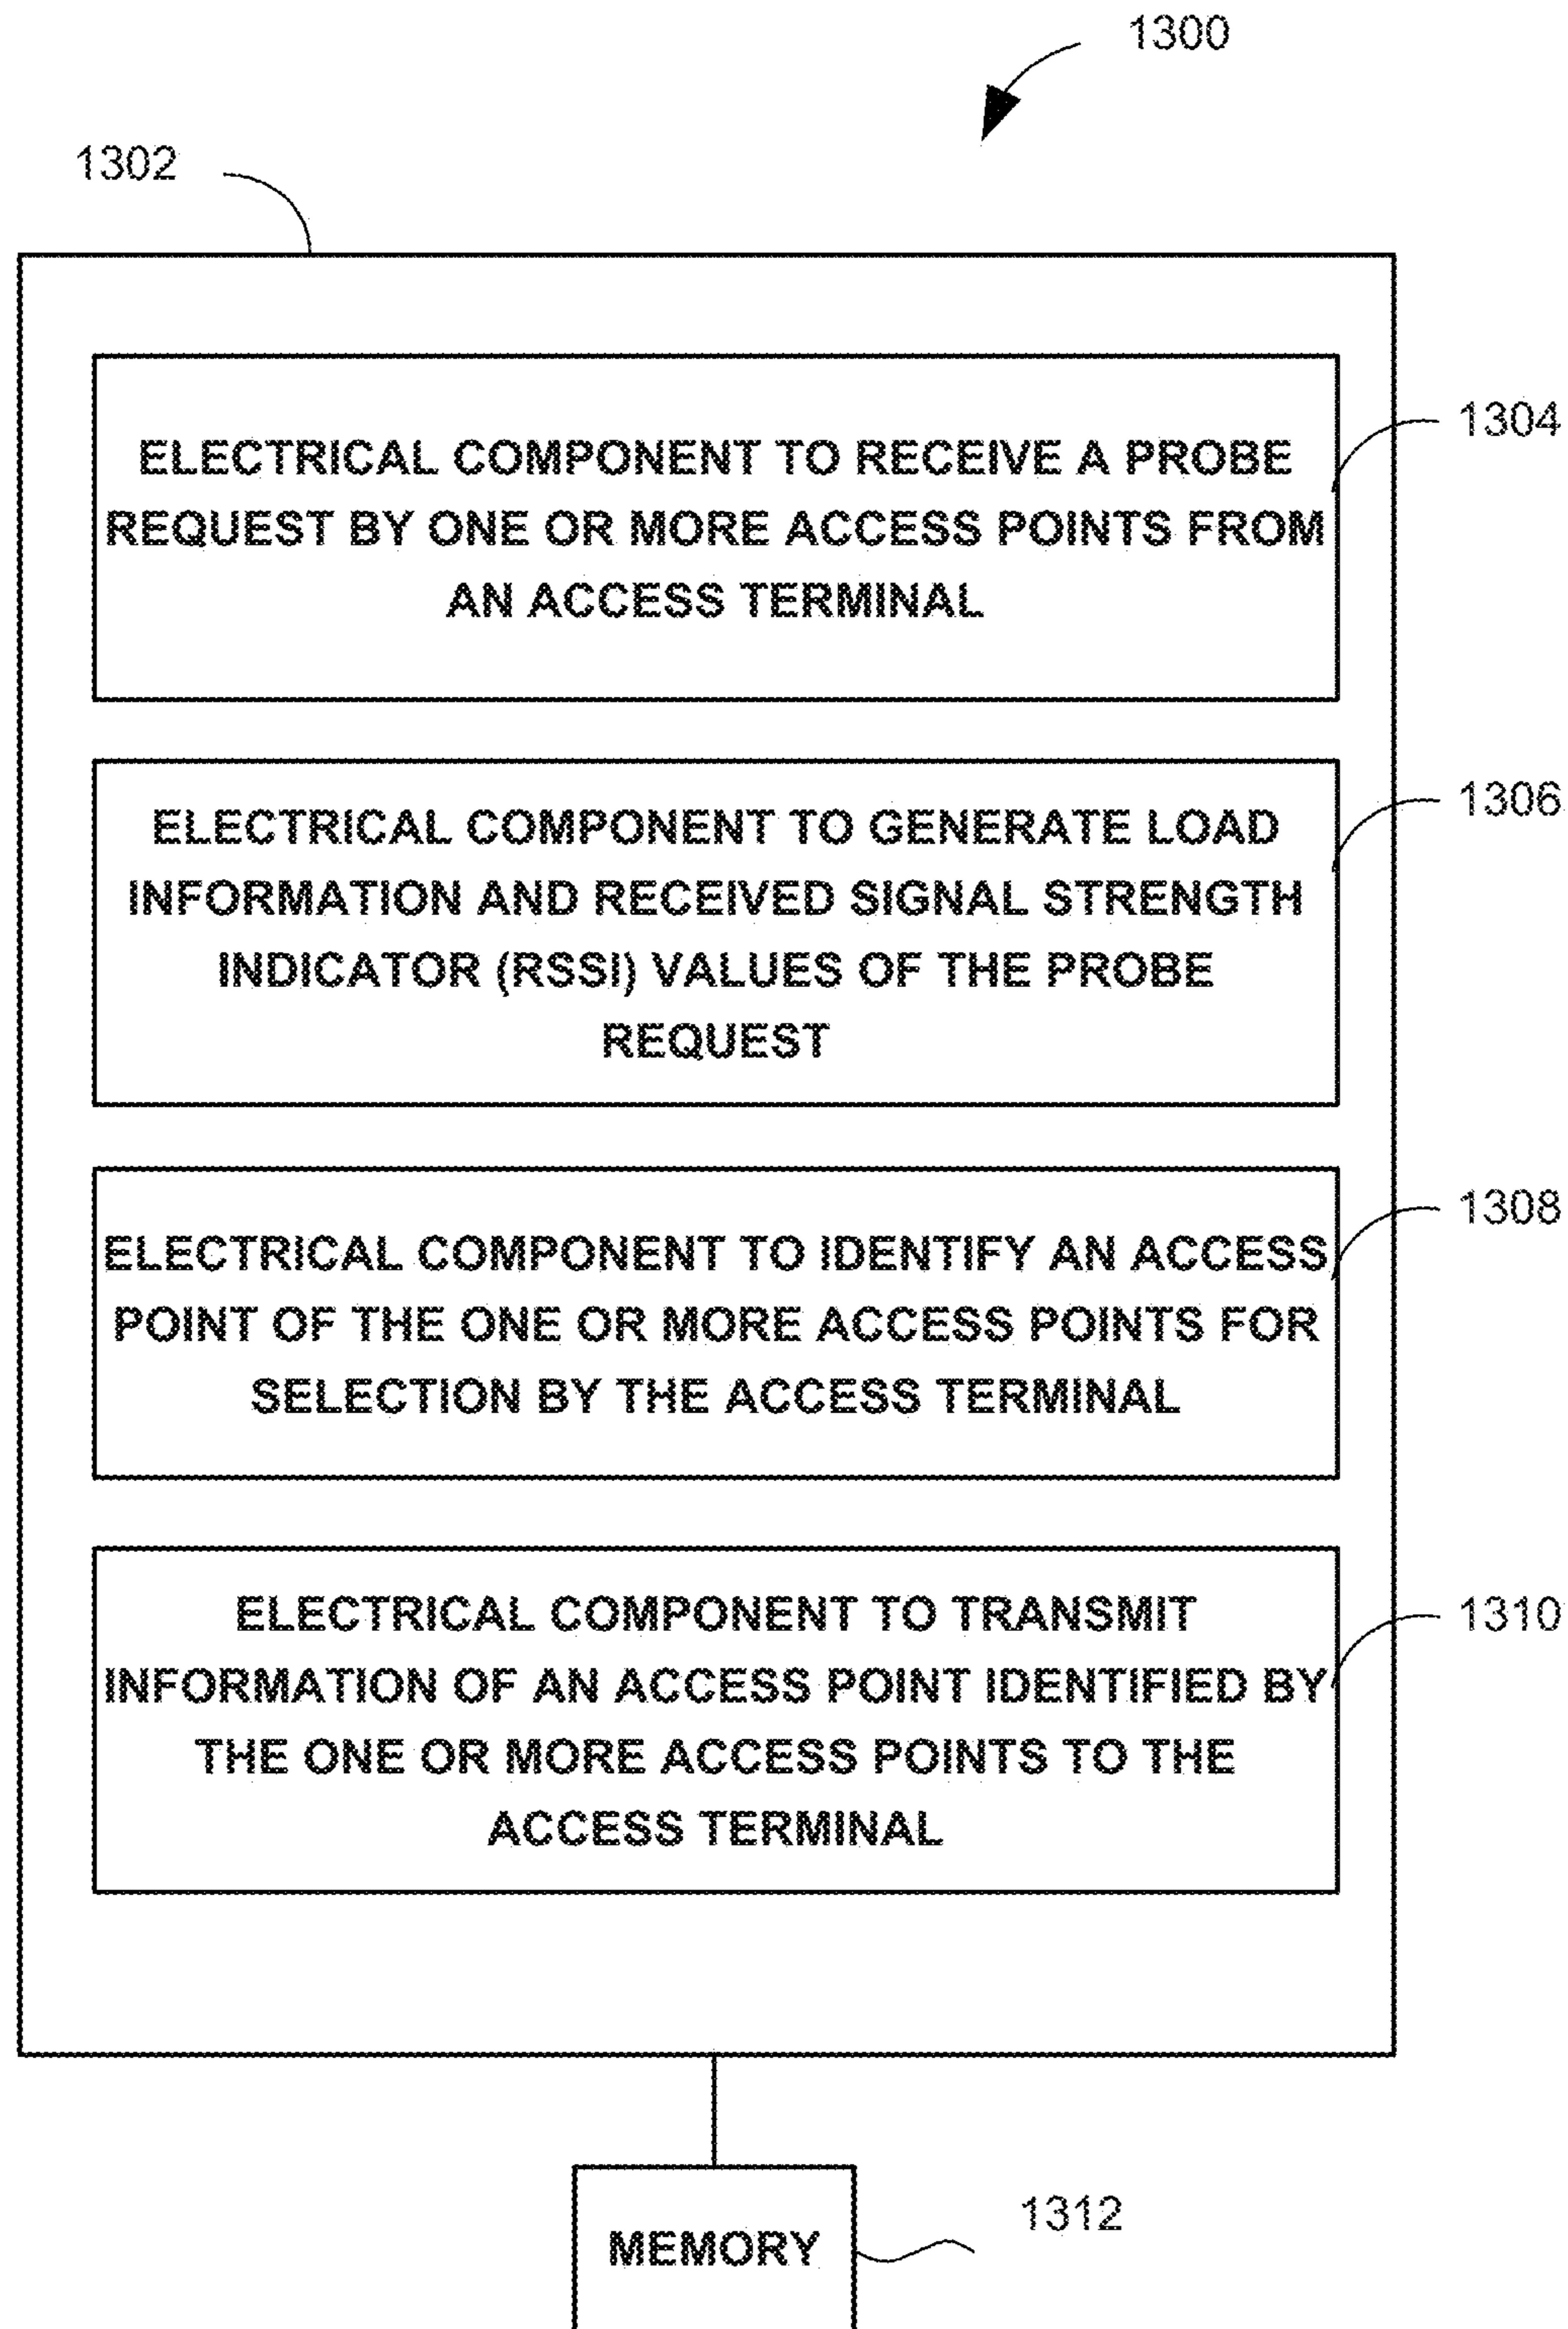 1300
1302
ELECTRICAL COMPONENT TO RECEIVE A PROBE
REQUEST BY ONE OR MORE ACCESS POINTS FROM
AN ACCESS TERMINAL
1304
ELECTRICAL COMPONENT TO GENERATE LOAD
INFORMATION AND RECEIVED SIGNAL STRENGTH
INDICATOR (RSSI) VALUES OF THE PROBE
REQUEST
1306
ELECTRICAL COMPONENT TO IDENTIFY AN ACCESS
POINT OF THE ONE OR MORE ACCESS POINTS FOR
SELECTION BY THE ACCESS TERMINAL
1308
ELECTRICAL COMPONENT TO TRANSMIT
INFORMATION OF AN ACCESS POINT IDENTIFIED BY
THE ONE OR MORE ACCESS POINTS TO THE
ACCESS TERMINAL
1310
MEMORY
1312